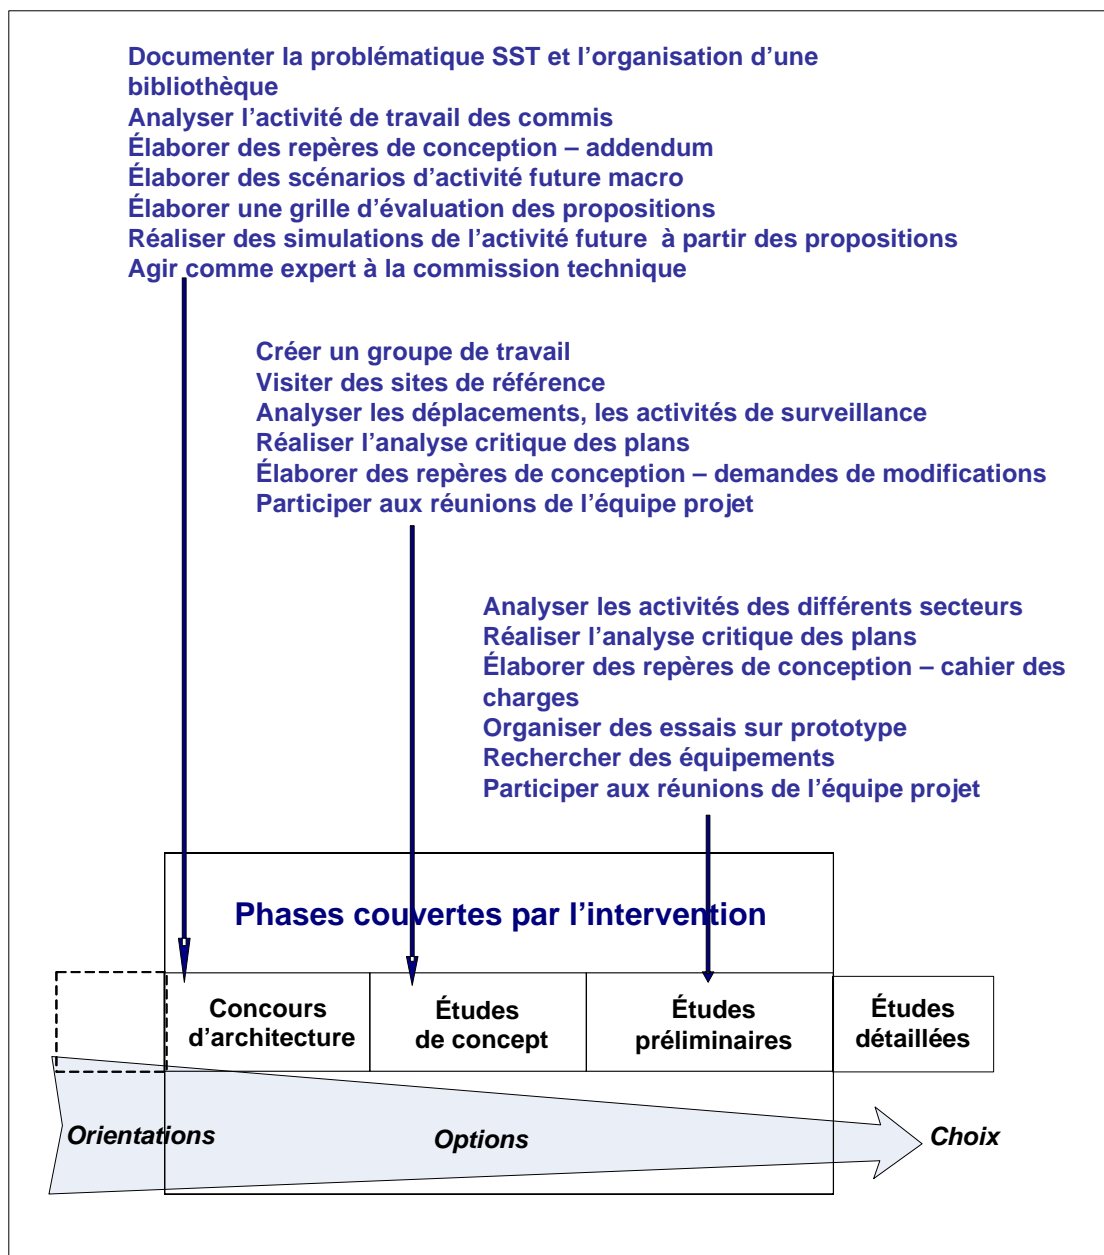 Documenter la problématique SST et l’organisation d’une
bibliothèque
Analyser l’activité de travail des commis
Élaborer des repères de conception – addendum
Élaborer des scénarios d’activité future macro
Élaborer une grille d’évaluation des propositions
Réaliser des simulations de l’activité future à partir des propositions
Agir comme expert à la commission technique
Créer un groupe de travail
Visiter des sites de référence
Analyser les déplacements, les activités de surveillance
Réaliser l’analyse critique des plans
Élaborer des repères de conception – demandes de modifications
Participer aux réunions de l’équipe projet
Analyser les activités des différents secteurs
Réaliser l’analyse critique des plans
Élaborer des repères de conception – cahier des
charges
Organiser des essais sur prototype
Rechercher des équipements
Participer aux réunions de l’équipe projet
Phases couvertes par l’intervention
Concours
d’architecture
Études
de concept
Études
préliminaires
Études
détaillées
Orientations
Options
Choix